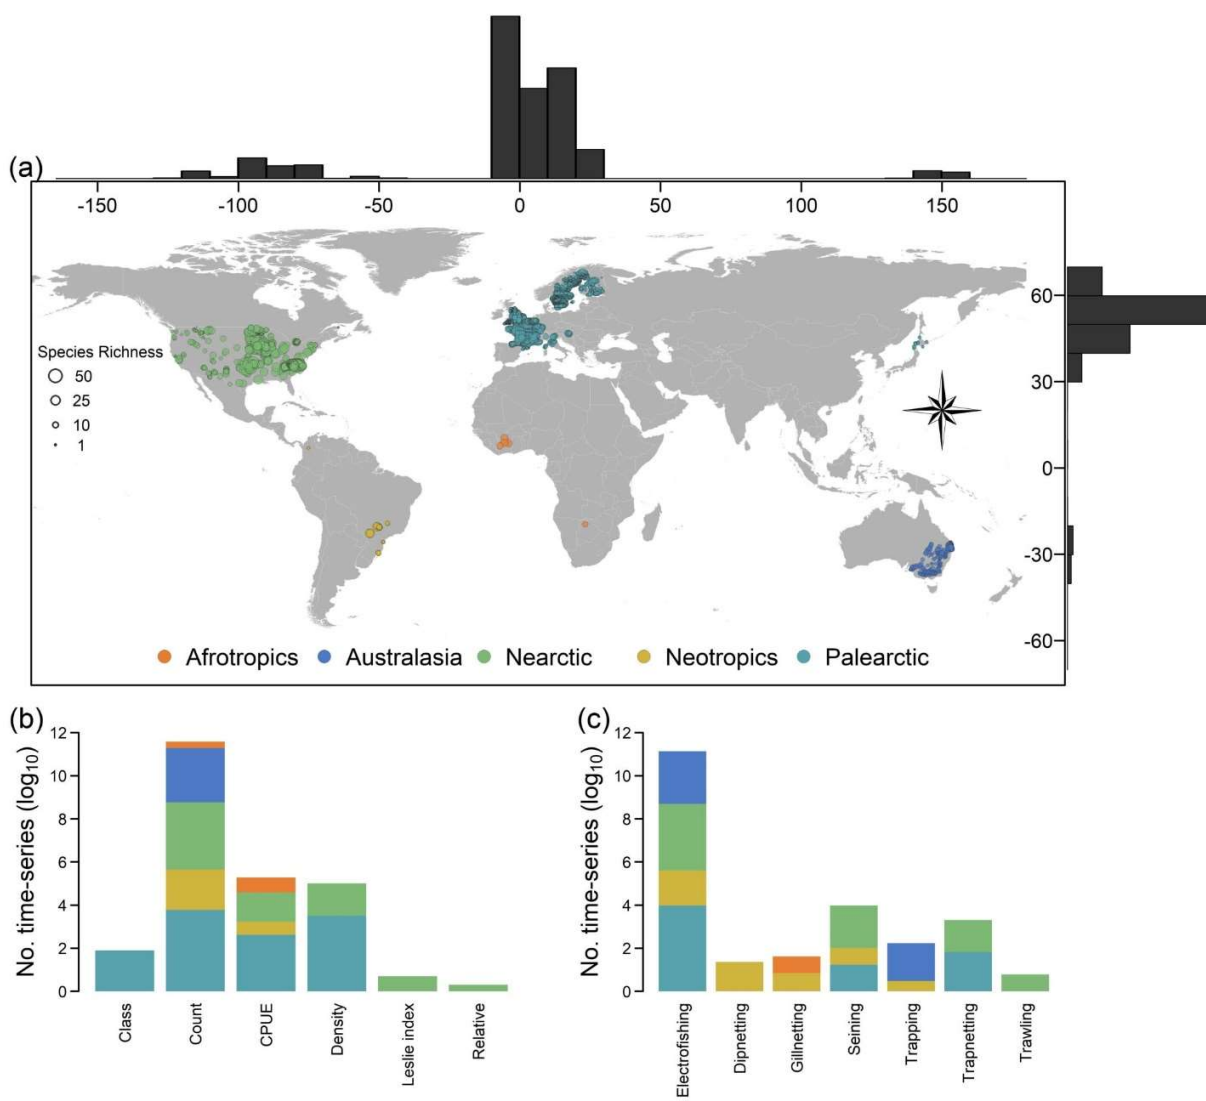 (a)
-150 -100 -50 0 50 100 150
60
30
0
-30
-60
Species Richness
50
25
10
1
Afrotropics Australasia Nearctic Neotropics Palearctic
(b)
No. time-series (log10)
12
10
8
6
4
2
0
Class
Count
CPUE
Density
Leslie index
Relative
(c)
No. time-series (log10)
12
10
8
6
4
2
0
Electrofishing
Dipnetting
Gillnetting
Seining
Trapping
Trapnetting
Trawling